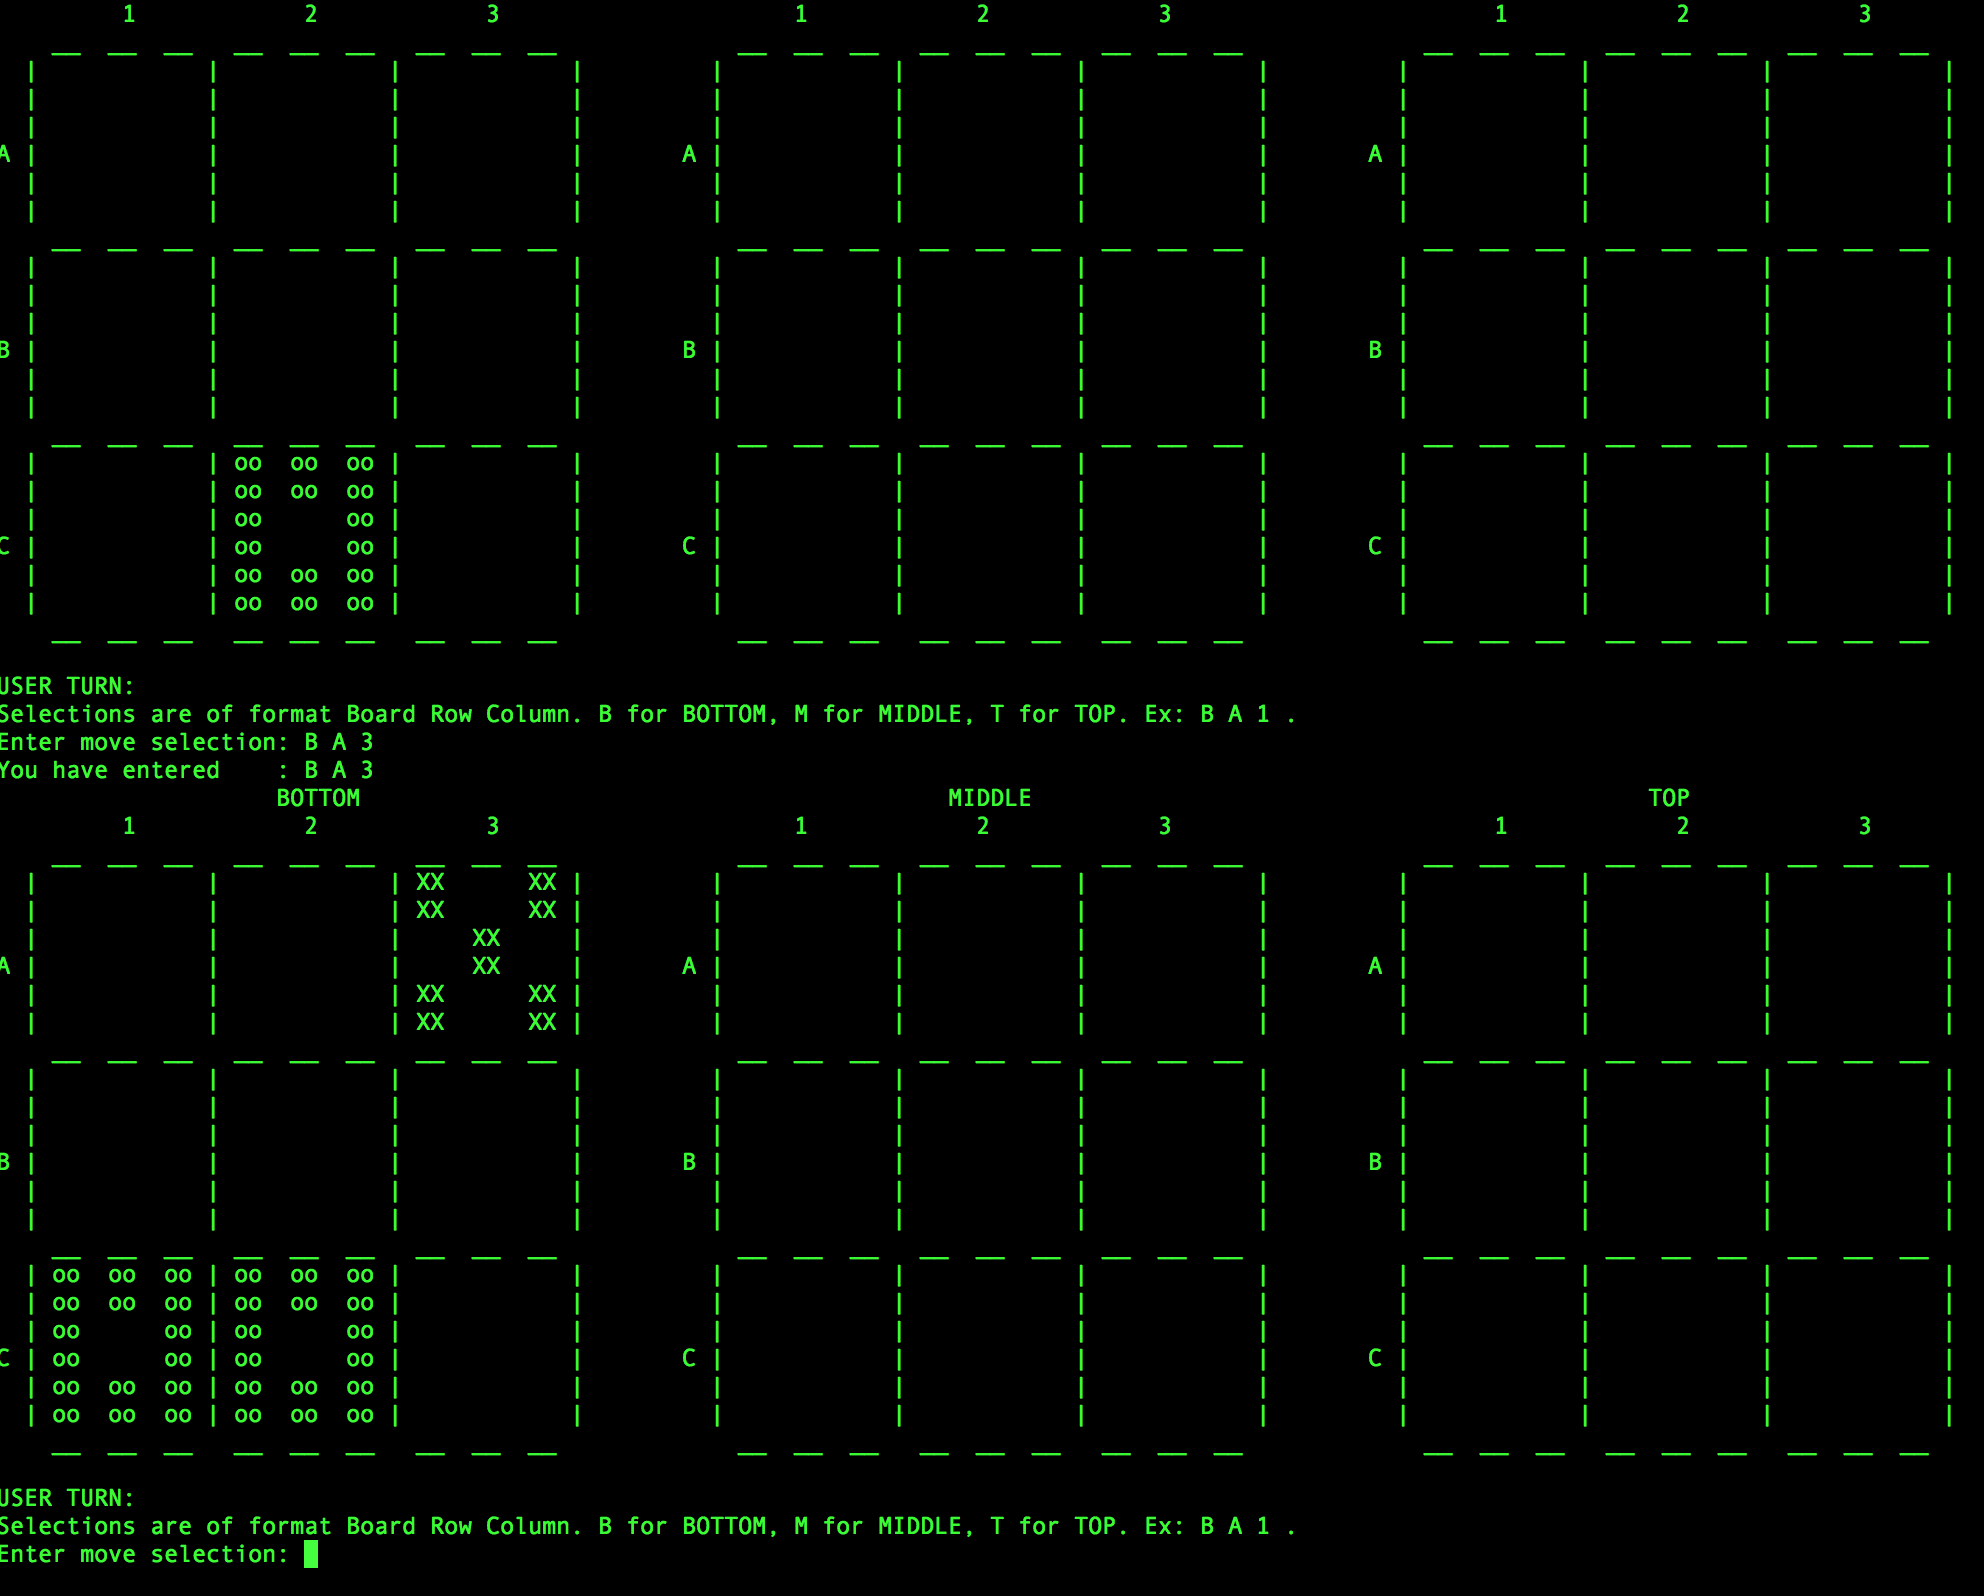 1 2 3 1 2 3 1 2 3
A A A
B B B
oo oo oo
oo oo oo
oo oo
C oo oo C C
oo oo oo
oo oo oo
USER TURN:
Selections are of format Board Row Column. B for BOTTOM, M for MIDDLE, T for TOP. Ex: B A 1 .
Enter move selection: B A 3
You have entered : B A 3
BOTTOM MIDDLE TOP
1 2 3 1 2 3 1 2 3
XX XX
XX XX
XX
A XX A A
XX XX
XX XX
B B B
oo oo oo oo oo oo
oo oo oo oo oo oo
oo oo oo oo
C oo oo oo oo C C
oo oo oo oo oo oo
oo oo oo oo oo oo
USER TURN:
Selections are of format Board Row Column. B for BOTTOM, M for MIDDLE, T for TOP. Ex: B A 1 .
Enter move selection: